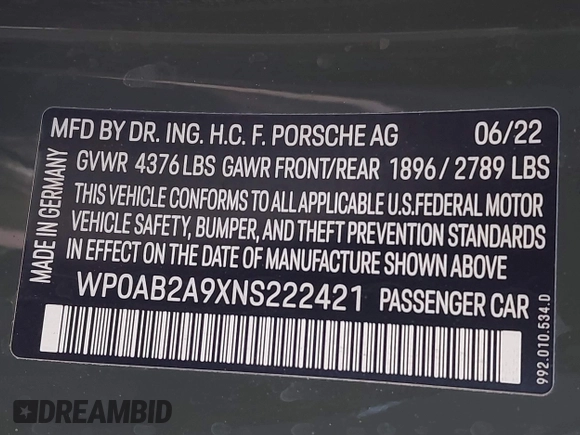 MFD BY DR. ING. H.C. F. PORSCHE AG 06/22
GVWR 4376 LBS GAWR FRONT/REAR 1896 / 2789 LBS
THIS VEHICLE CONFORMS TO ALL APPLICABLE U.S.FEDERAL MOTOR
VEHICLE SAFETY, BUMPER, AND THEFT PREVENTION STANDARDS
IN EFFECT ON THE DATE OF MANUFACTURE SHOWN ABOVE
WP0AB2A9XNS222421 PASSENGER CAR
MADE IN GERMANY
992.010.534.D
DREAMBID